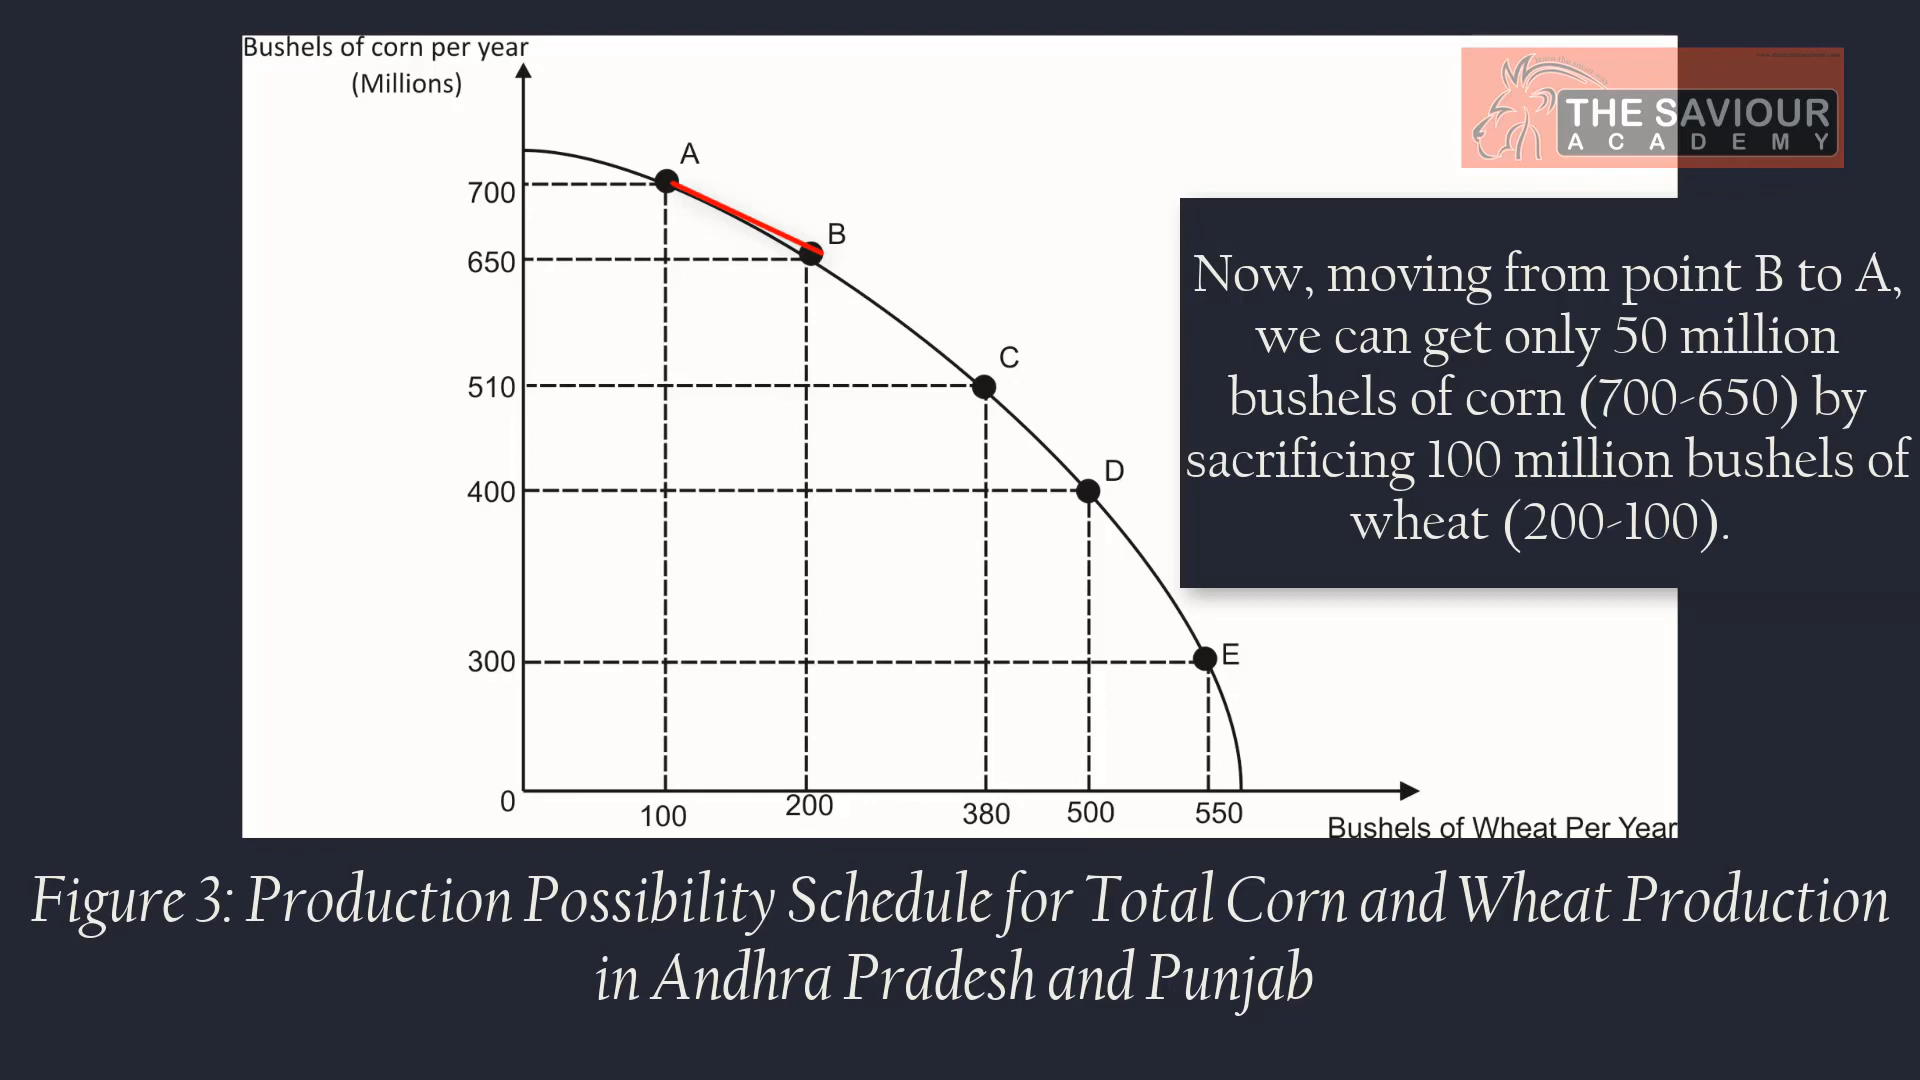 Bushels of corn per year
(Millions)
THE SAVIOUR
ACADEMY
A
700
B
650
Now, moving from point B to A,
we can get only 50 million
bushels of corn (700-650) by
sacrificing 100 million bushels of
wheat (200-100).
C
510
D
400
E
300
0
100
200
380
500
550
Bushels of Wheat Per Year
Figure 3: Production Possibility Schedule for Total Corn and Wheat Production
in Andhra Pradesh and Punjab